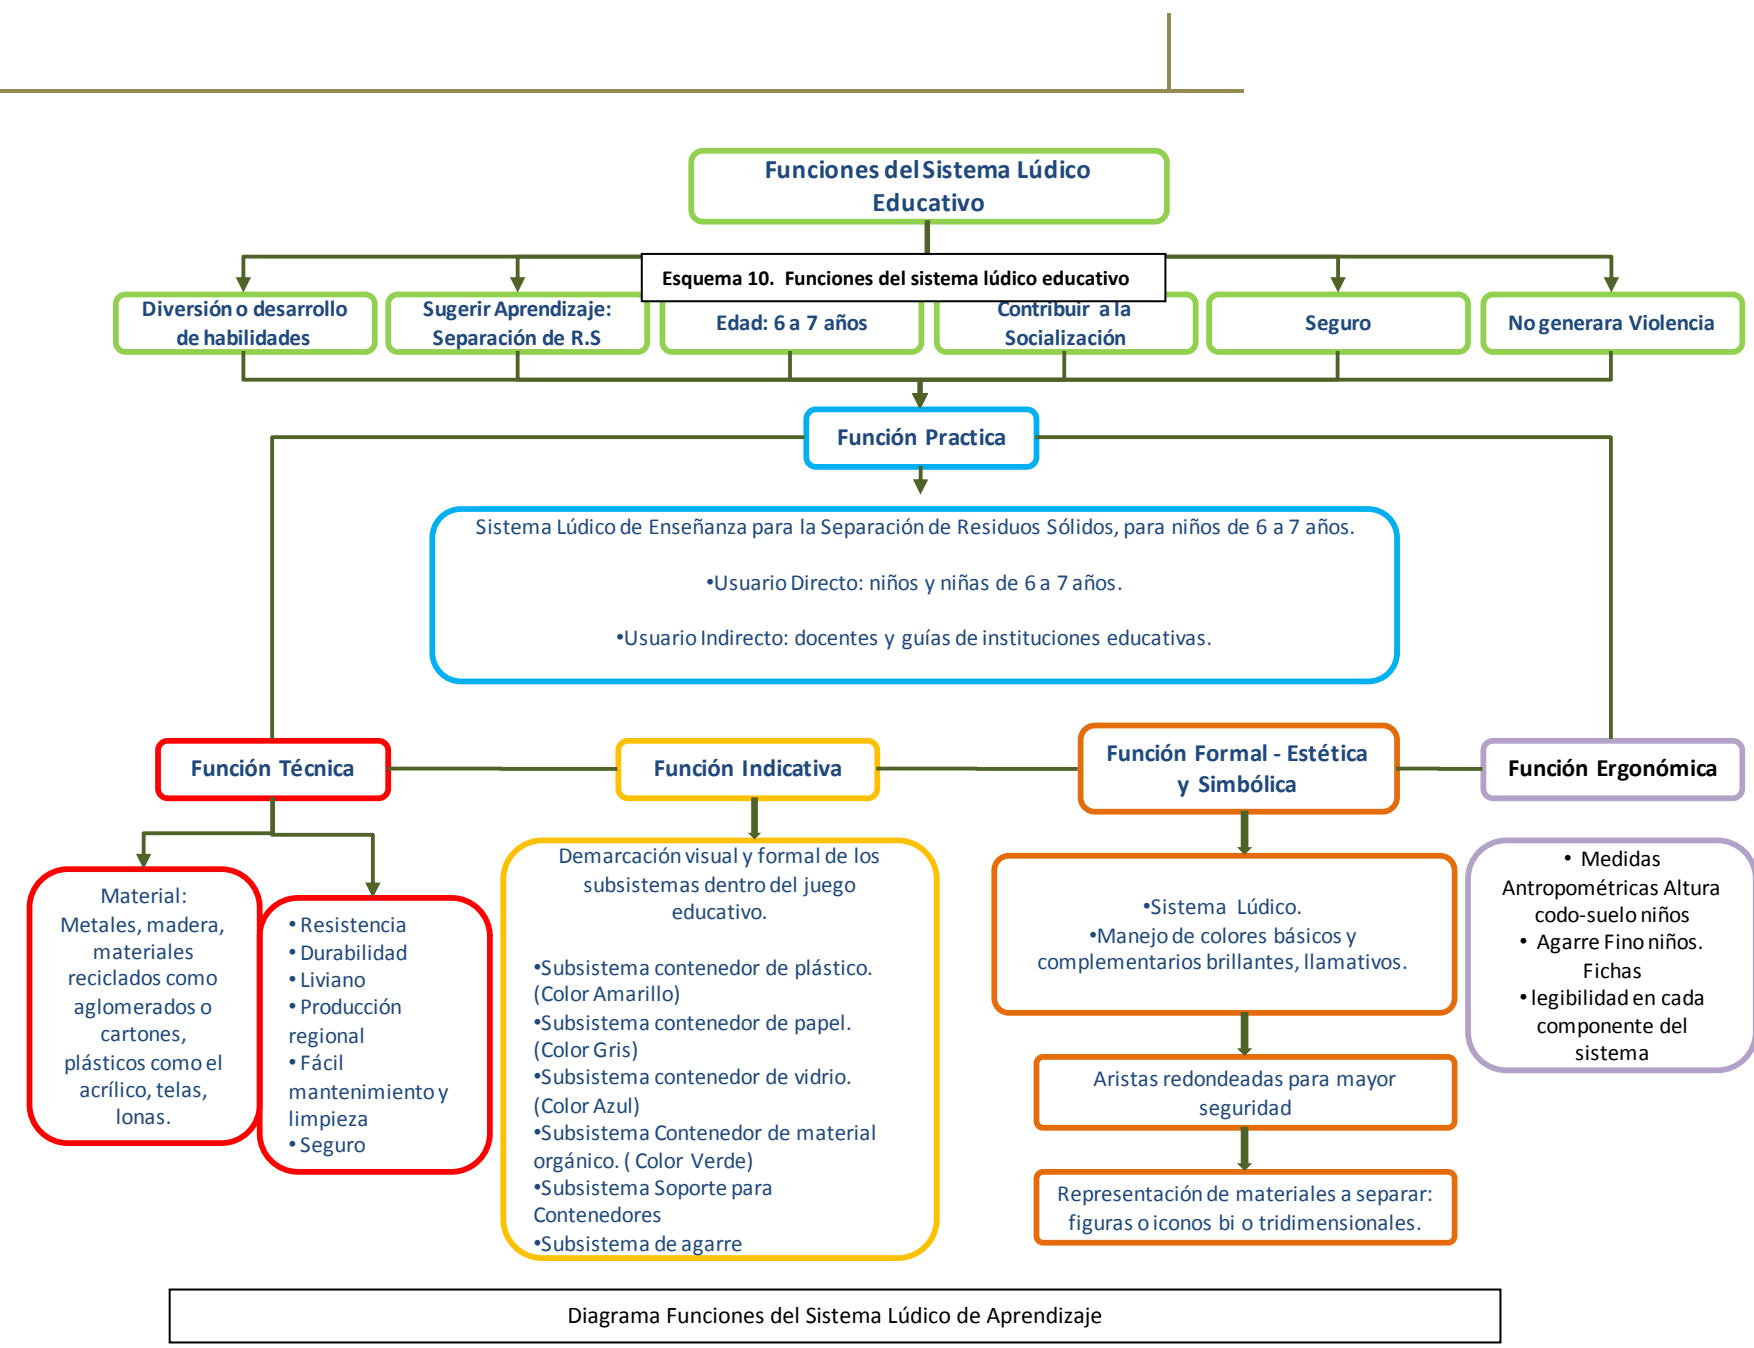 Funciones del Sistema Lúdico
Educativo
Esquema 10. Funciones del sistema lúdico educativo
Diversión o desarrollo
de habilidades
Sugerir Aprendizaje:
Separación de R.S
Edad: 6 a 7 años
Contribuir a la
Socialización
Seguro
No generara Violencia
Función Practica
Sistema Lúdico de Enseñanza para la Separación de Residuos Sólidos, para niños de 6 a 7 años.
•Usuario Directo: niños y niñas de 6 a 7 años.
•Usuario Indirecto: docentes y guías de instituciones educativas.
Función Técnica
Función Indicativa
Función Formal - Estética
y Simbólica
Función Ergonómica
Material:
Metales, madera,
materiales
reciclados como
aglomerados o
cartones,
plásticos como el
acrílico, telas,
lonas.
• Resistencia
• Durabilidad
• Liviano
• Producción
regional
• Fácil
mantenimiento y
limpieza
• Seguro
Demarcación visual y formal de los
subsistemas dentro del juego
educativo.
•Subsistema contenedor de plástico.
(Color Amarillo)
•Subsistema contenedor de papel.
(Color Gris)
•Subsistema contenedor de vidrio.
(Color Azul)
•Subsistema Contenedor de material
orgánico. ( Color Verde)
•Subsistema Soporte para
Contenedores
•Subsistema de agarre
•Sistema Lúdico.
•Manejo de colores básicos y
complementarios brillantes, llamativos.
Aristas redondeadas para mayor
seguridad
Representación de materiales a separar:
figuras o iconos bi o tridimensionales.
• Medidas
Antropométricas Altura
codo-suelo niños
• Agarre Fino niños.
Fichas
• legibilidad en cada
componente del
sistema
Diagrama Funciones del Sistema Lúdico de Aprendizaje